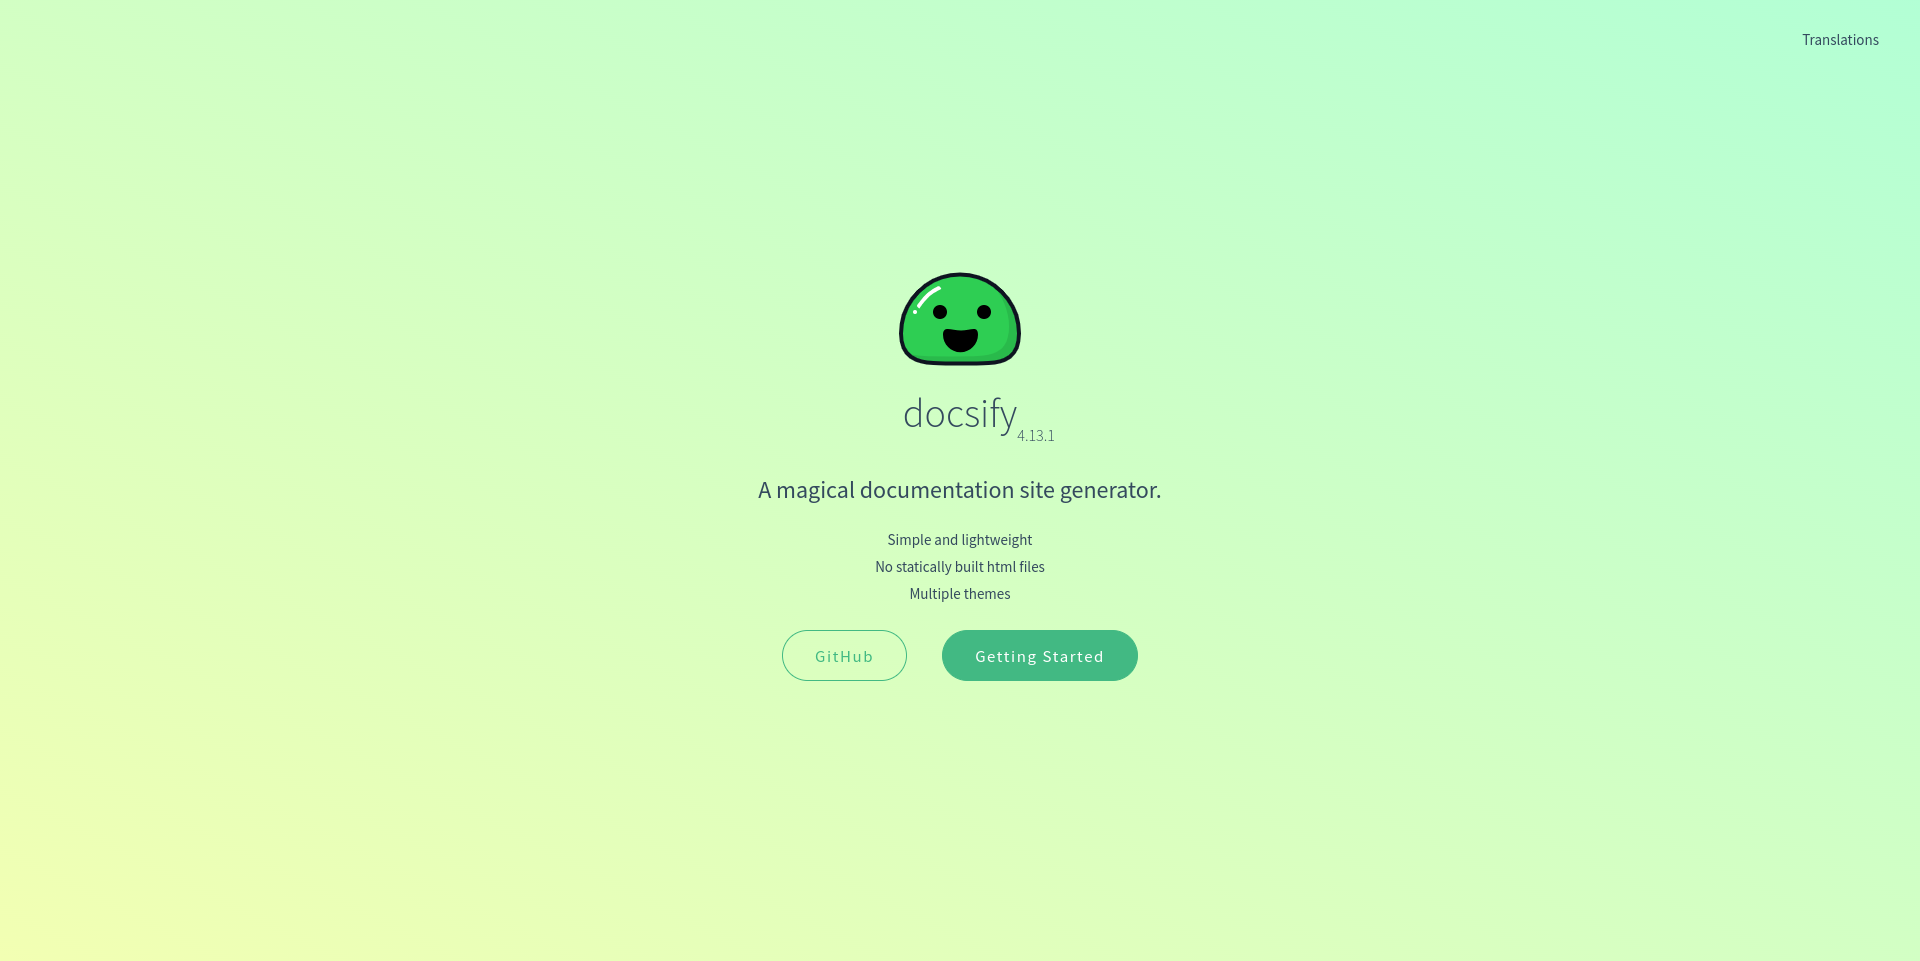 Translations
docsify 4.13.1
A magical documentation site generator.
Simple and lightweight
No statically built html files
Multiple themes
GitHub
Getting Started